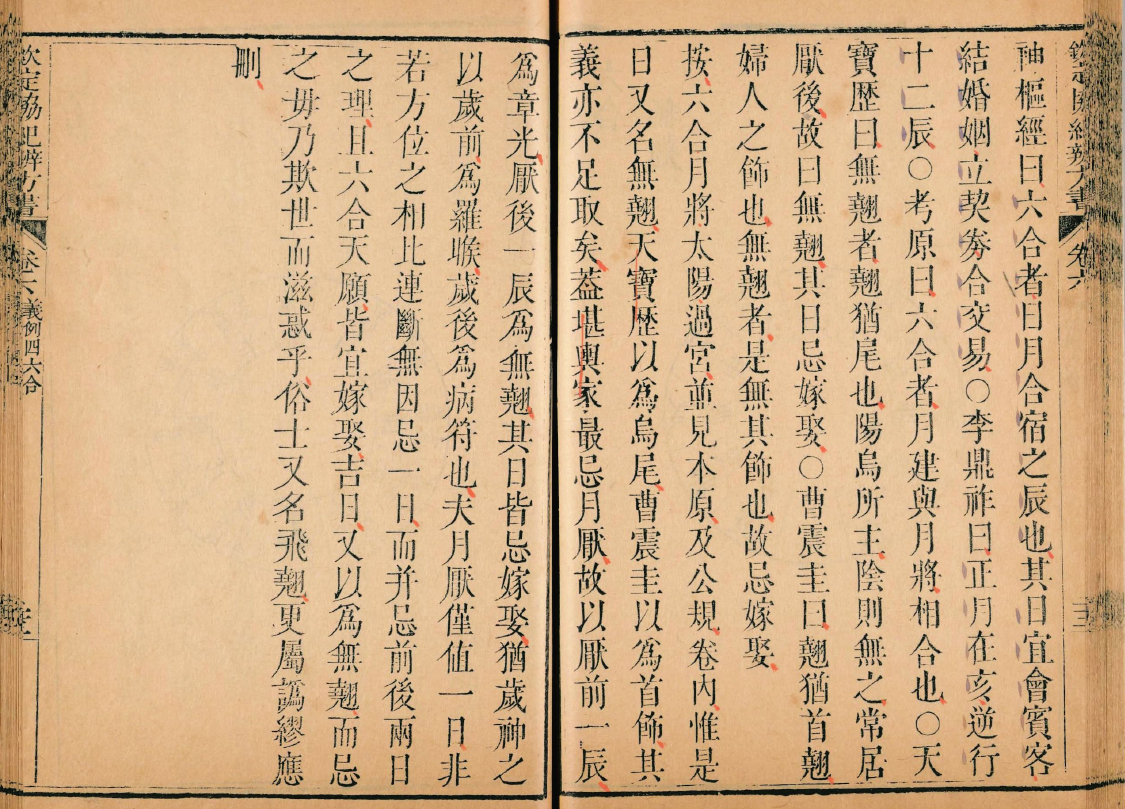 欽定協紀辨方書 卷六
神樞經曰六合者日月合宿之辰也其日宜會賓客
結婚姻立契劵合交易○李鼎祚曰正月在亥逆行
十二辰○考原曰六合者月建與月將相合也○天
寶歴曰無翹者翹猶尾也陽烏所主陰則無之常居
厭後故曰無翹其日忌嫁娶○曹震圭曰翹猶首翹
婦人之飾也無翹者是無其飾也故忌嫁娶
按六合月將太陽過宮並見本原及公規卷内惟是
日又名無翹天寶歴以爲烏尾曹震圭以爲首飾其
義亦不足取矣葢堪輿家最忌月厭故以厭前一辰
爲章光厭後一辰爲無翹其日皆忌嫁娶猶歲神之
以歲前爲羅睺歲後爲病符也夫月厭僅值一日非
若方位之相比連斷無因忌一日而并忌前後兩日
之理且六合天願皆宜嫁娶吉日又以爲無翹而忌
之毋乃欺世而滋惑乎俗士又名飛翹更屬譌繆應
刪
欽定協紀辨方書 卷六 義例四 六合